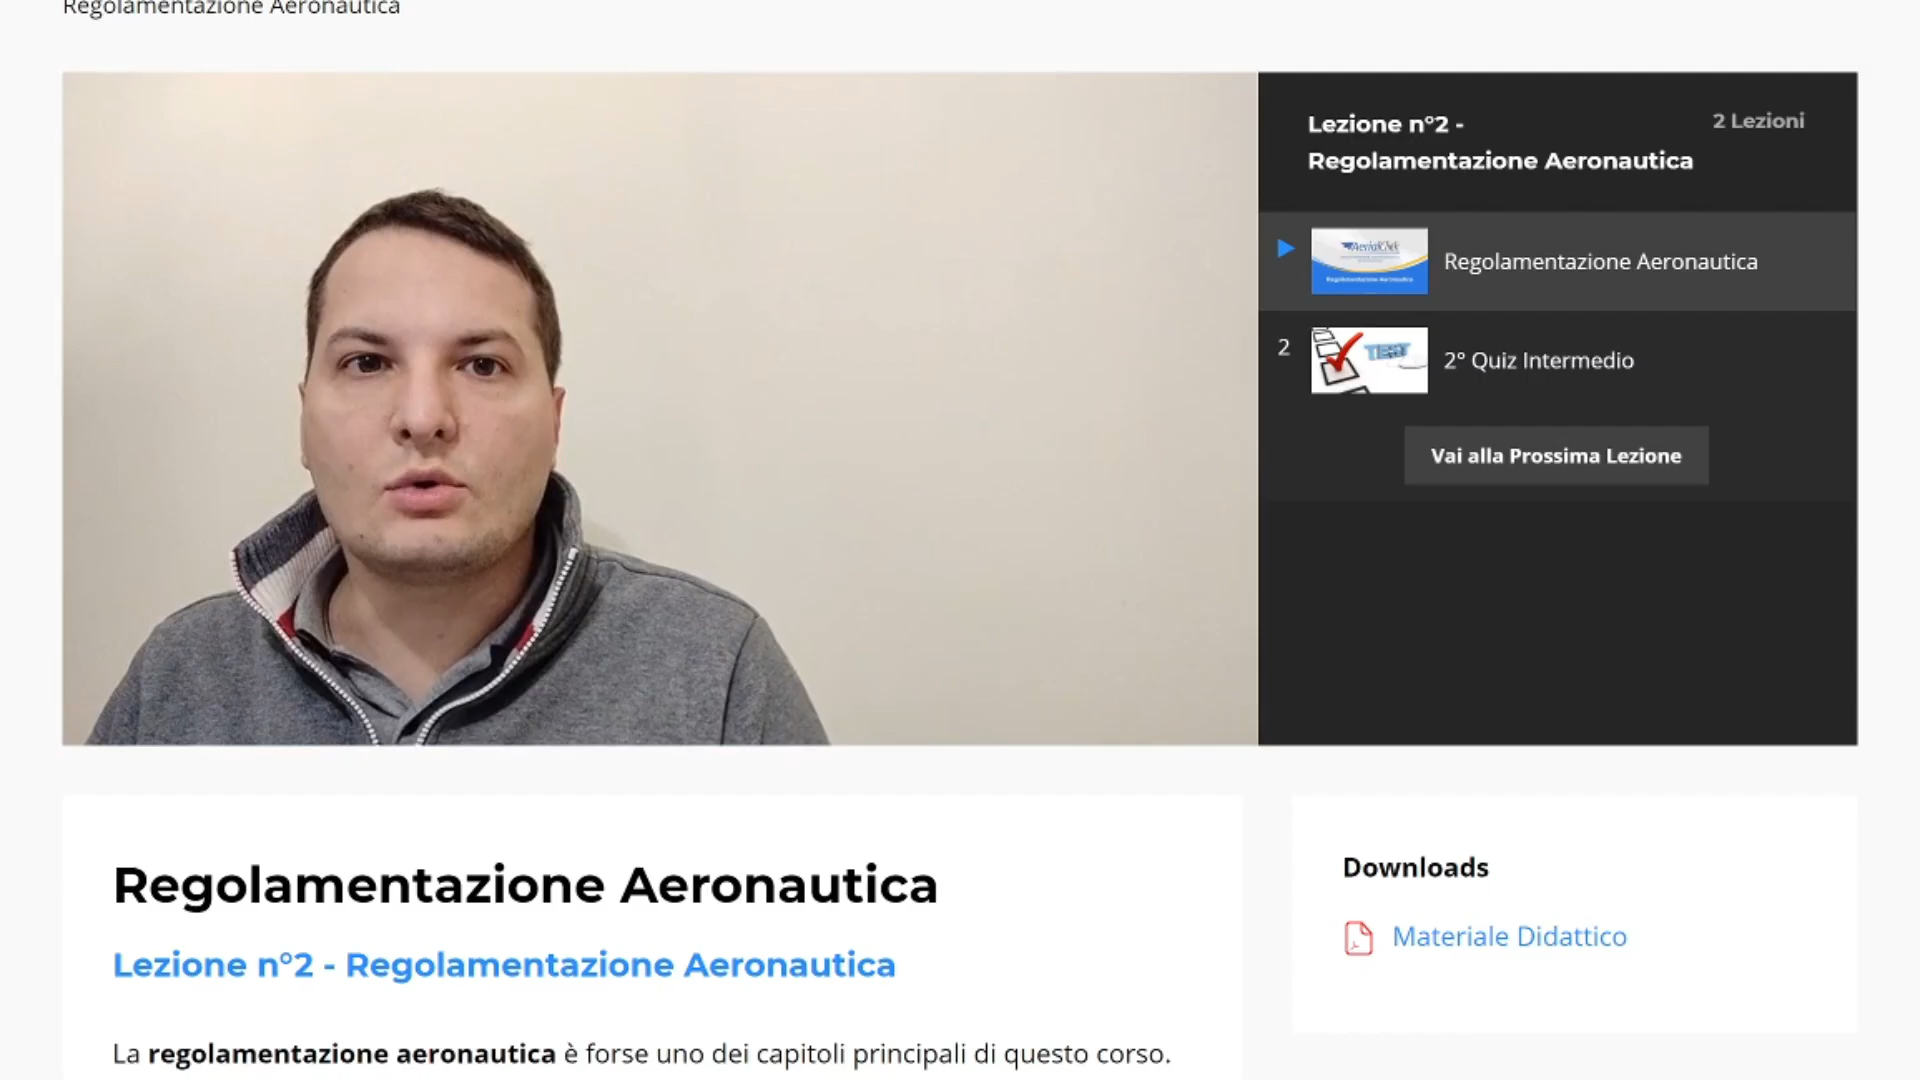 Regolamentazione Aeronautica
Lezione n°2 -
Regolamentazione Aeronautica
2 Lezioni
Regolamentazione Aeronautica
2
TEST
2° Quiz Intermedio
Vai alla Prossima Lezione
Regolamentazione Aeronautica
Lezione n°2 - Regolamentazione Aeronautica
La regolamentazione aeronautica è forse uno dei capitoli principali di questo corso.
Downloads
Materiale Didattico